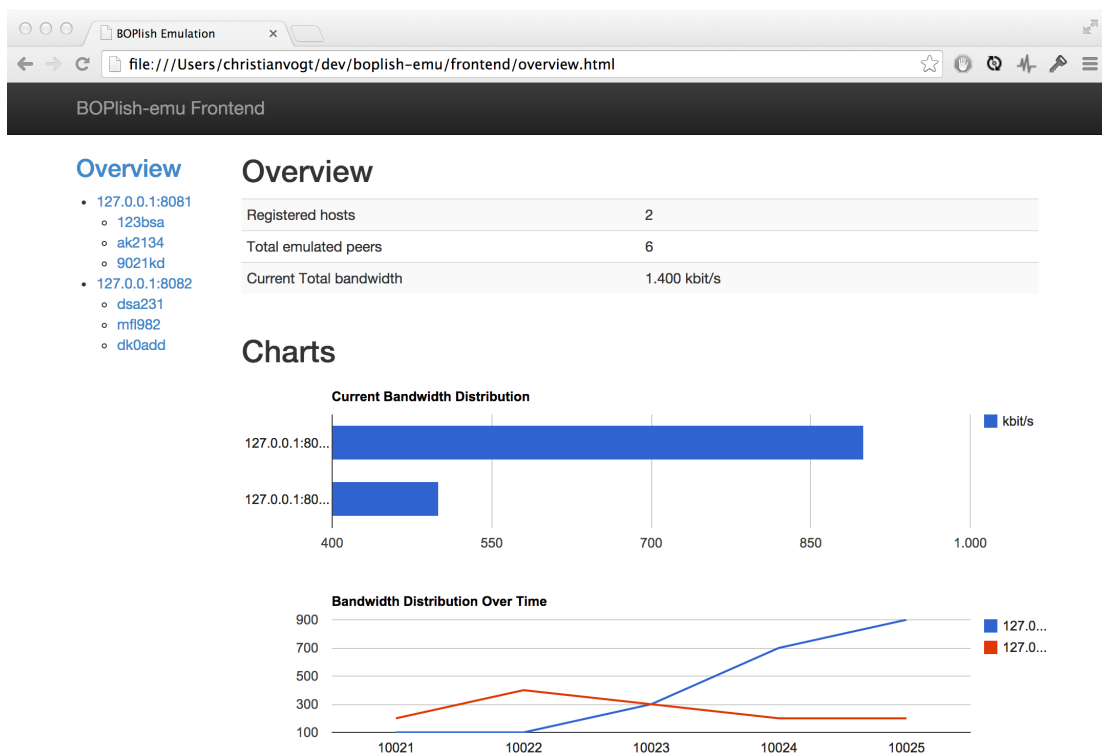 BOPlish Emulation
file:///Users/christianvogt/dev/boplish-emu/frontend/overview.html
BOPlish-emu Frontend
Overview
127.0.0.1:8081
123bsa
ak2134
9021kd
127.0.0.1:8082
dsa231
mfl982
dk0add
Overview
Registered hosts 2
Total emulated peers 6
Current Total bandwidth 1.400 kbit/s
Charts
Current Bandwidth Distribution
kbit/s
127.0.0.1:80...
127.0.0.1:80...
400 550 700 850 1.000
Bandwidth Distribution Over Time
900
700
500
300
100
127.0...
127.0...
10021 10022 10023 10024 10025